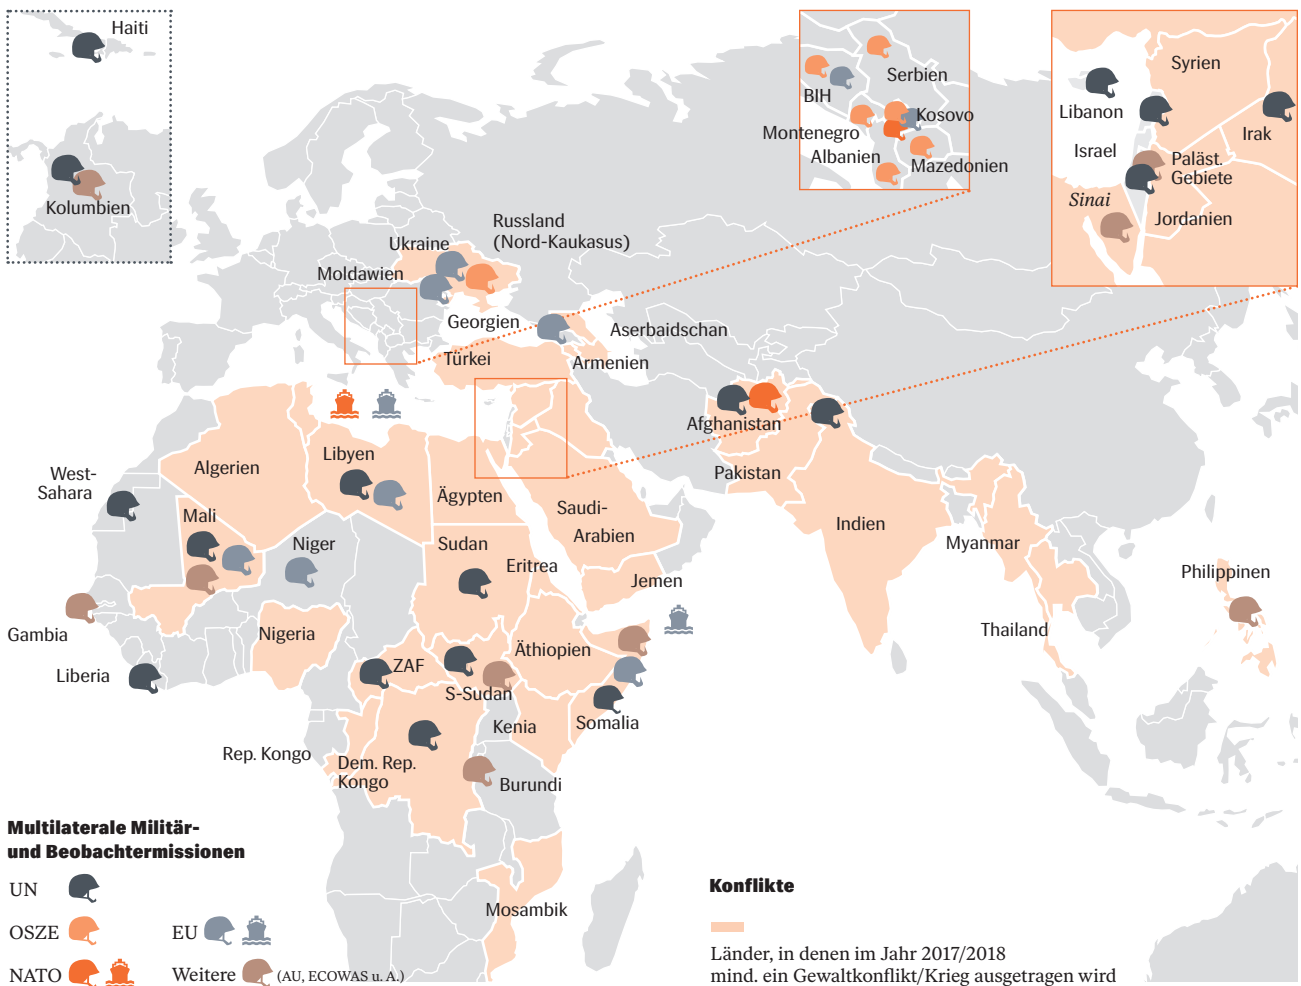 Haiti
Kolumbien
Serbien
BIH
Kosovo
Montenegro
Albanien
Mazedonien
Syrien
Libanon
Irak
Israel
Paläst.
Gebiete
Sinai
Jordanien
Russland
(Nord-Kaukasus)
Ukraine
Moldawien
Georgien
Aserbaidschan
Türkei
Armenien
Afghanistan
Pakistan
Algerien
Libyen
Ägypten
West-
Sahara
Saudi-
Arabien
Indien
Mali
Niger
Sudan
Eritrea
Myanmar
Jemen
Philippinen
Gambia
Nigeria
Äthiopien
Thailand
Liberia
ZAF
S-Sudan
Somalia
Kenia
Rep. Kongo
Dem. Rep.
Kongo
Burundi
Mosambik
Multilaterale Militär-
und Beobachtermissionen
UN
OSZE
EU
NATO
Weitere (AU, ECOWAS u. A.)
Konflikte
Länder, in denen im Jahr 2017/2018
mind. ein Gewaltkonflikt/Krieg ausgetragen wird